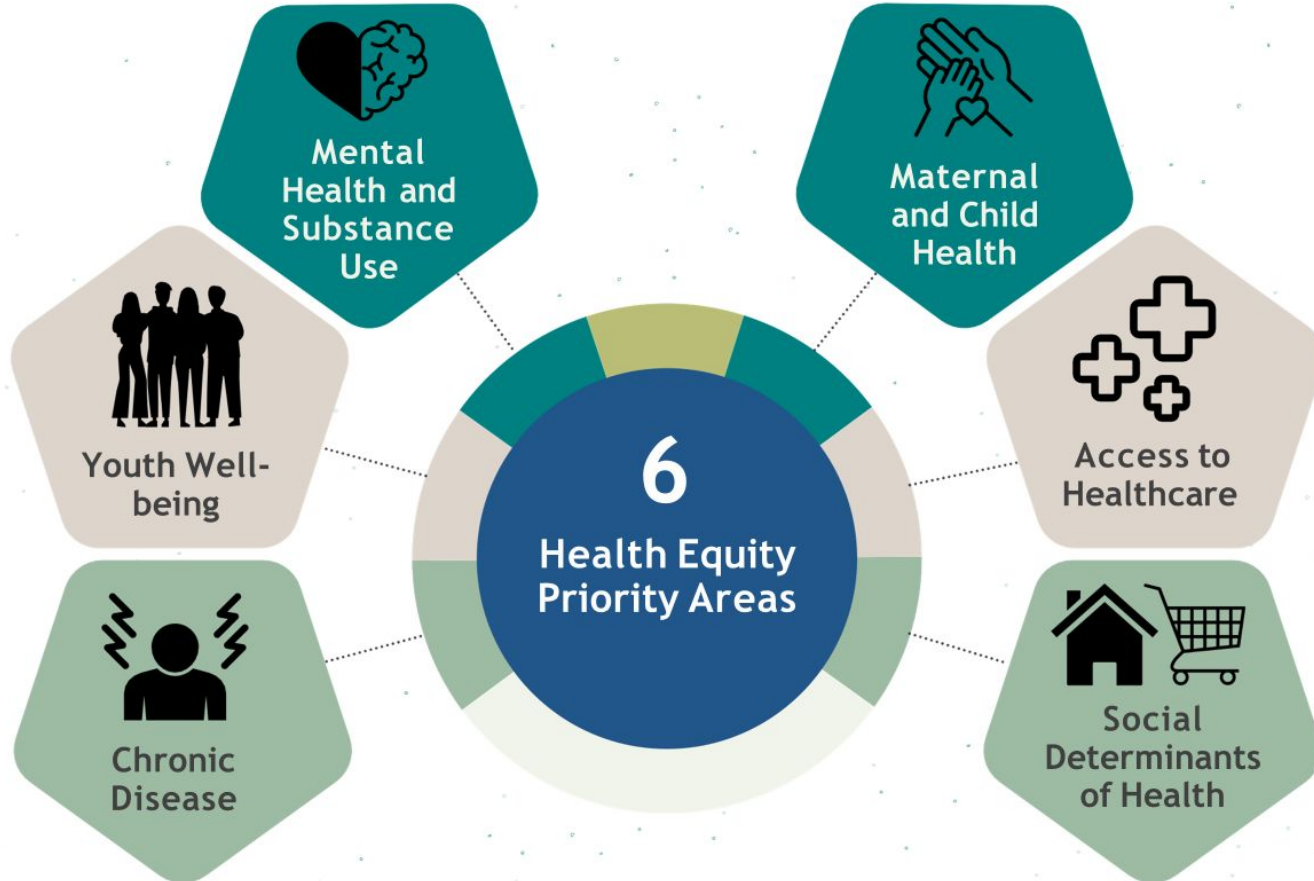 Mental
Health and
Substance
Use
Maternal
and Child
Health
Youth Well-
being
Access to
Healthcare
6
Health Equity
Priority Areas
Chronic
Disease
Social
Determinants
of Health